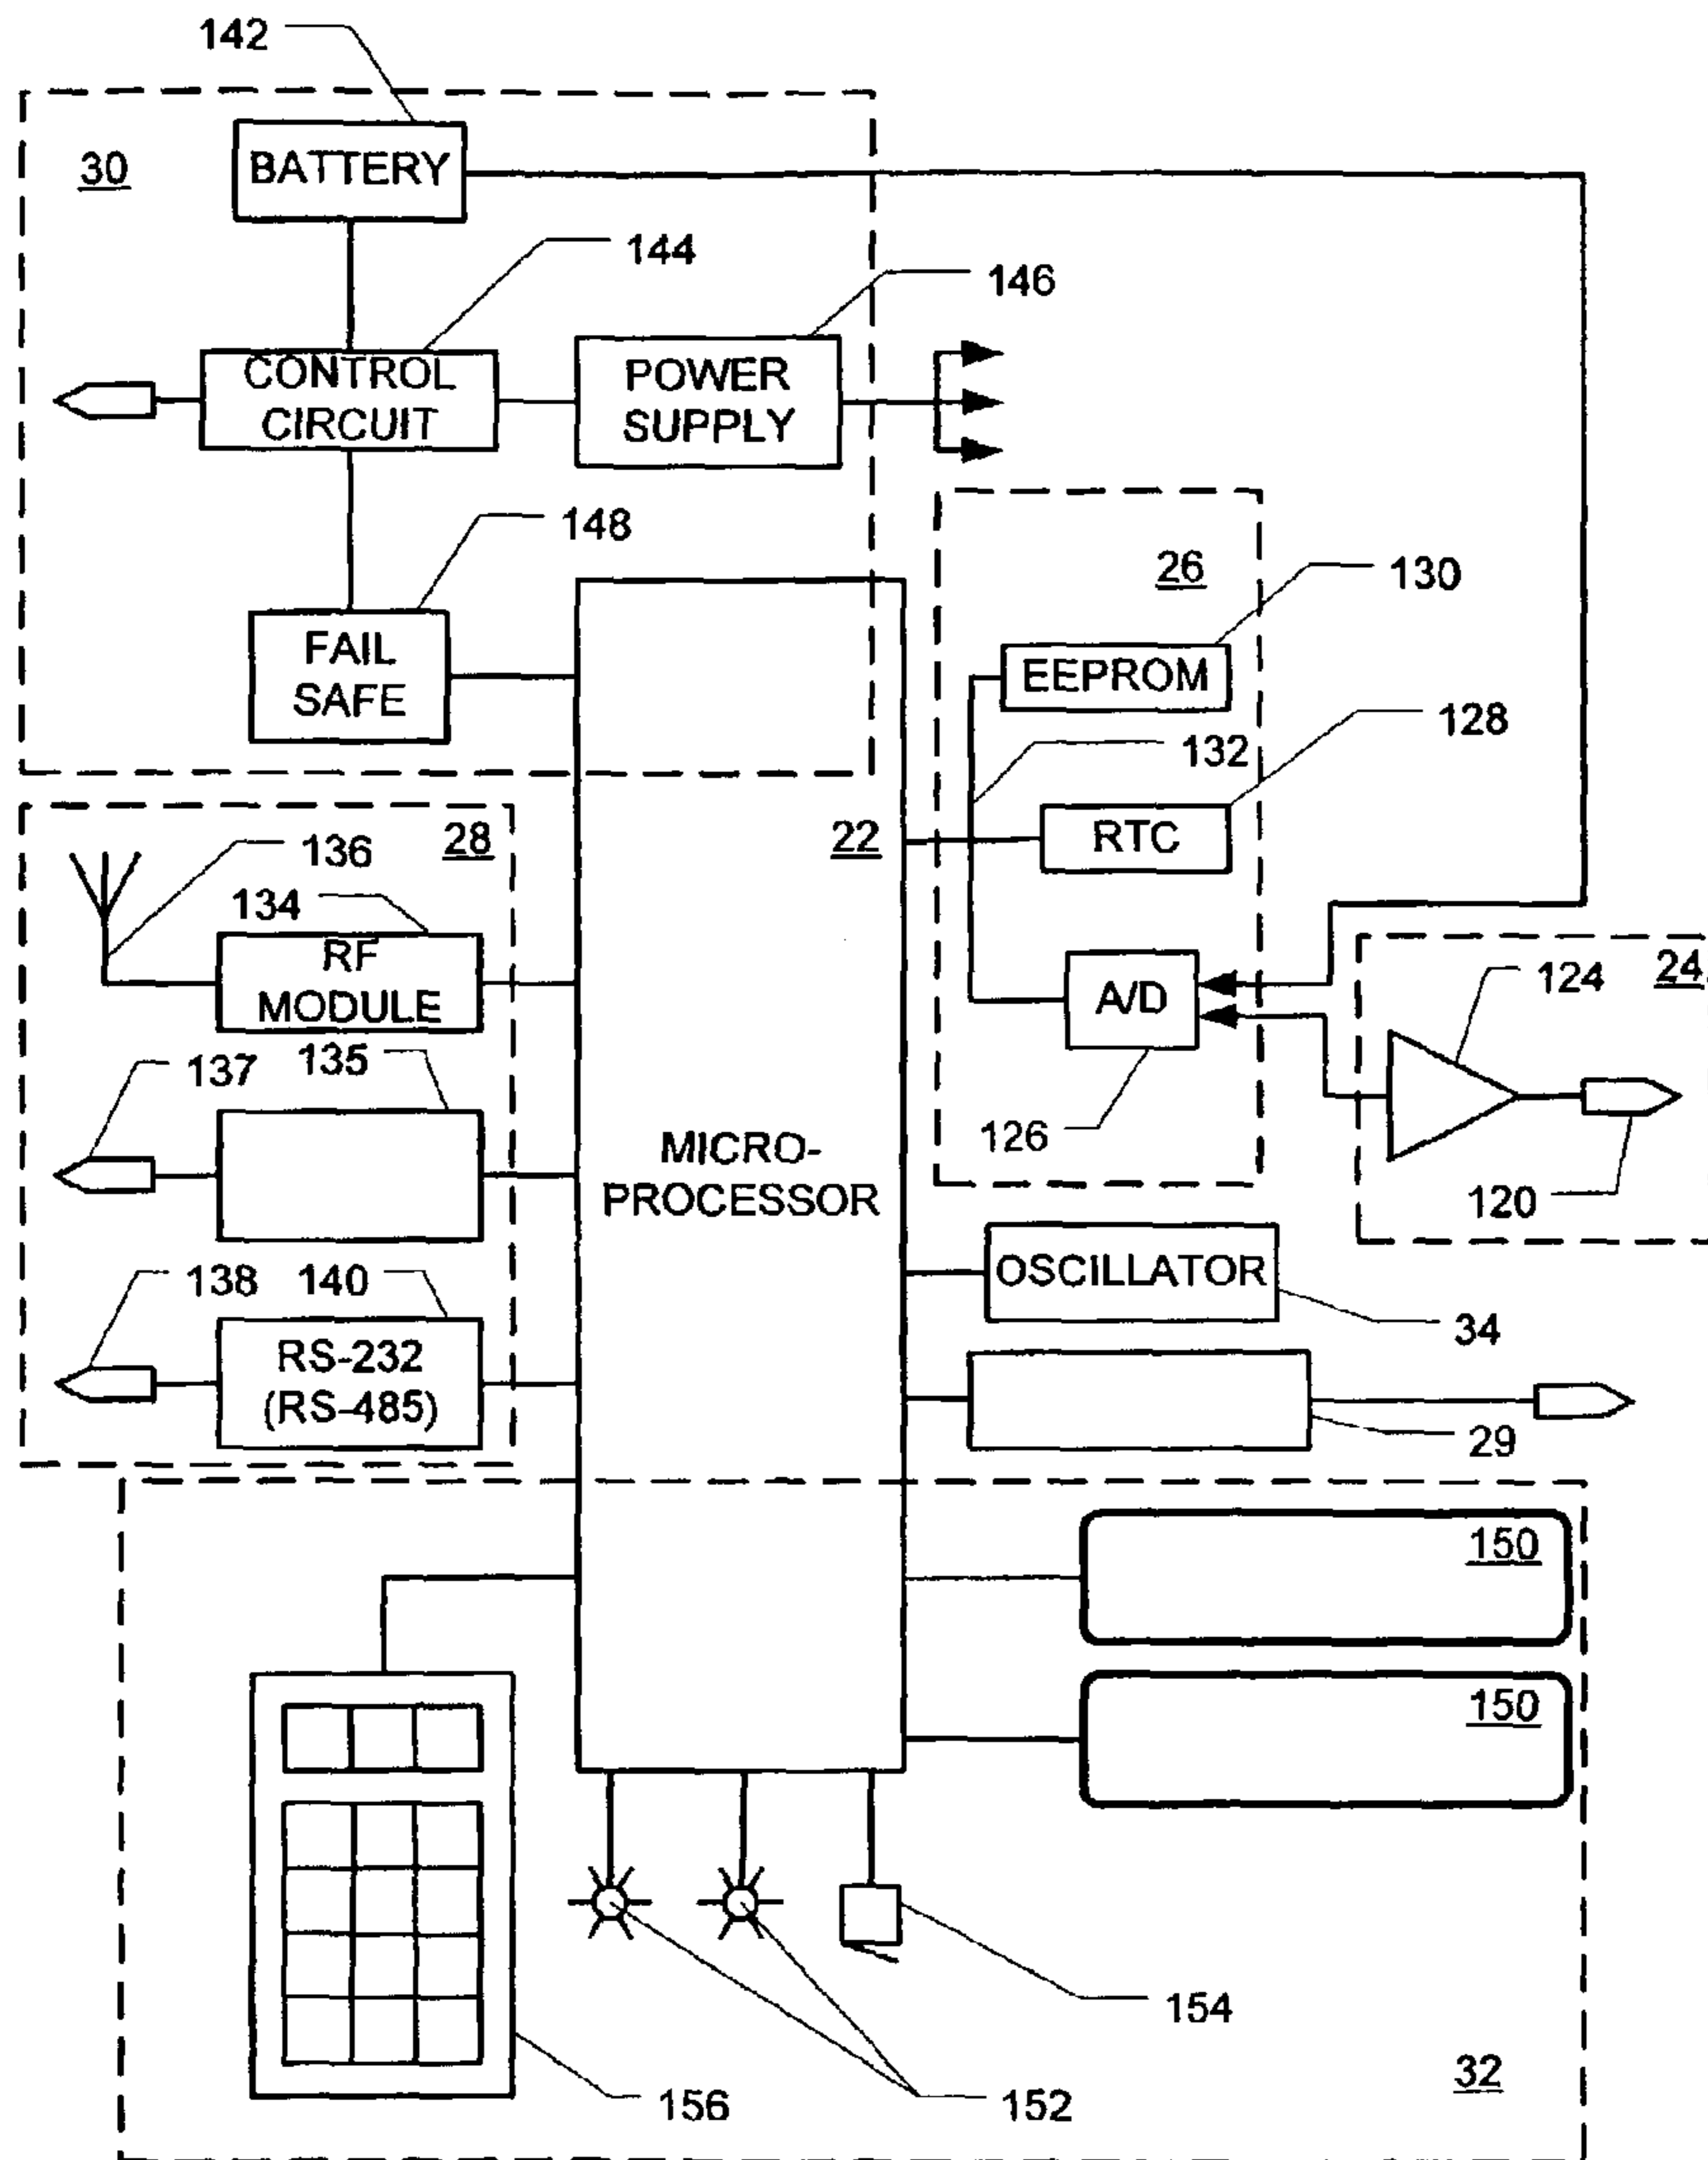 142
30
BATTERY
144
146
CONTROL
CIRCUIT
POWER
SUPPLY
148
26
130
FAIL
SAFE
EEPROM
128
132
22
RTC
28
136
134
RF
MODULE
24
124
A/D
137
135
126
MICRO-
PROCESSOR
120
138
140
OSCILLATOR
34
RS-232
(RS-485)
29
150
150
154
32
156
152